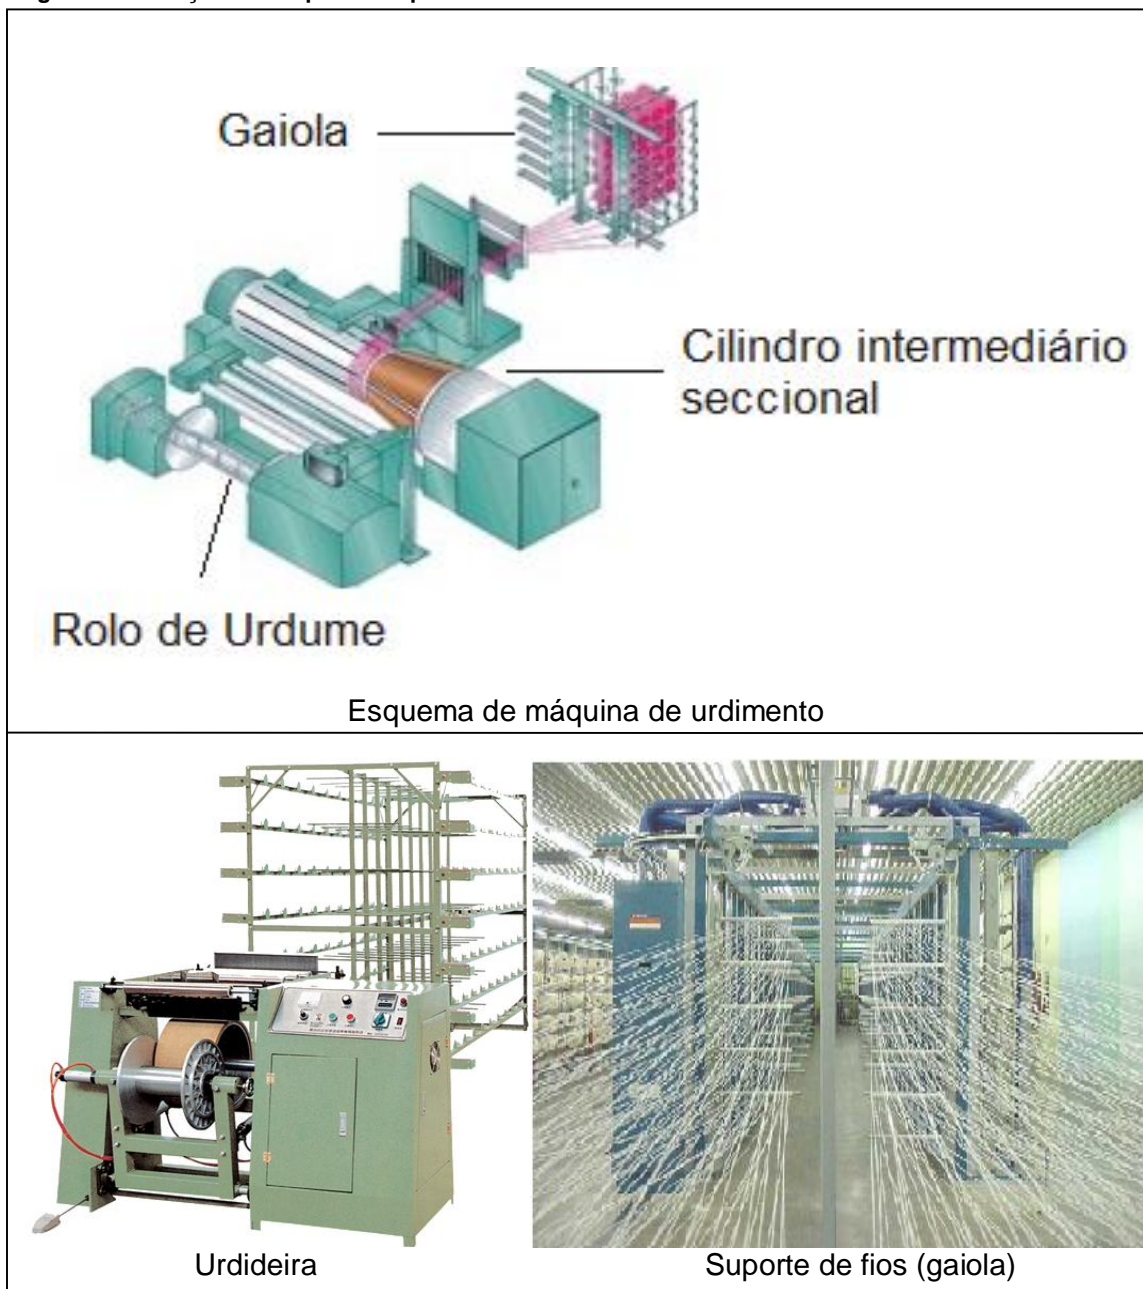 Gaiola
Cilindro intermediário
seccional
Rolo de Urdume
Esquema de máquina de urdimento
Urdideira
Suporte de fios (gaiola)